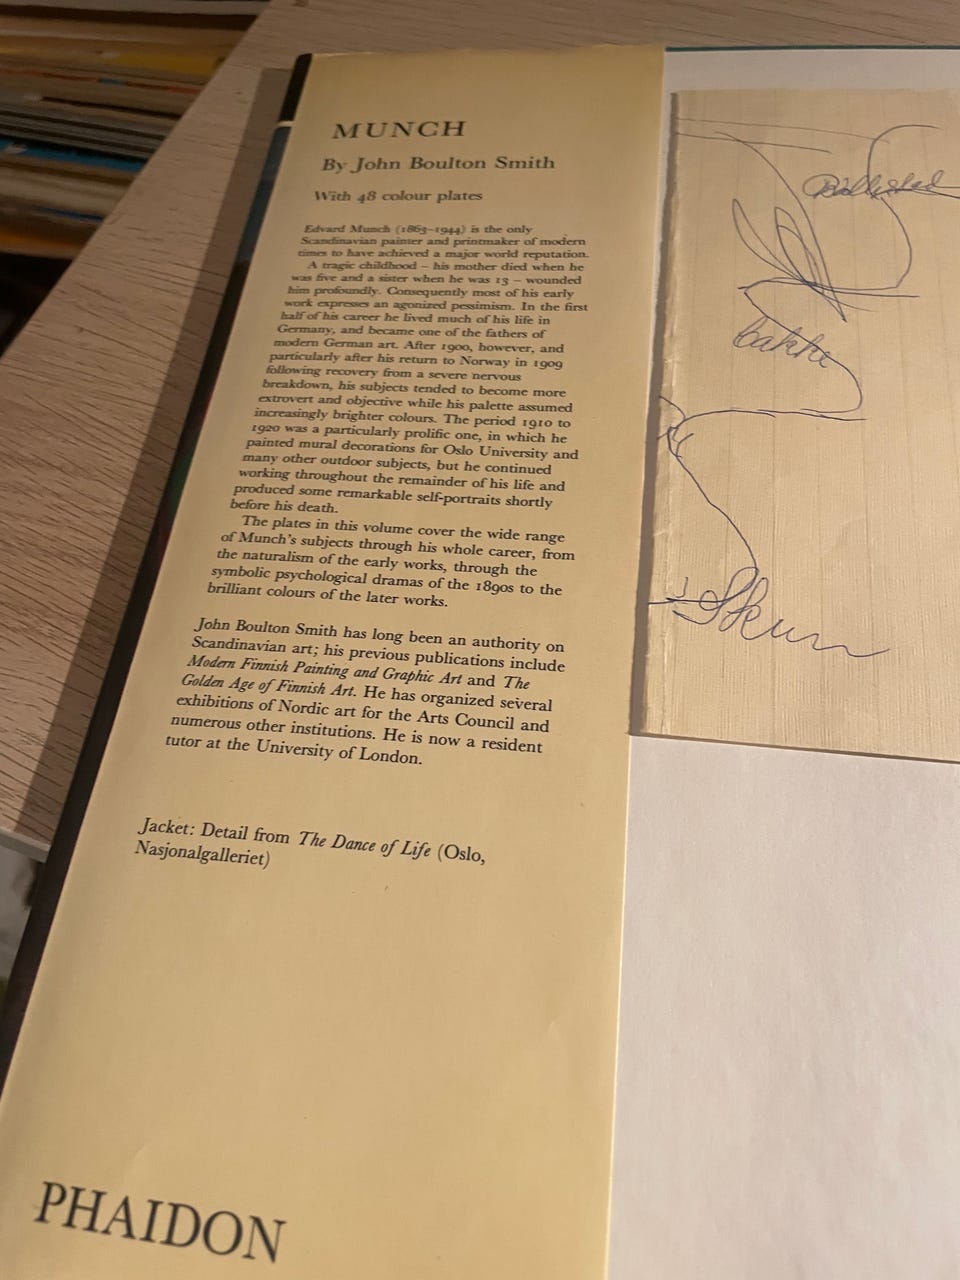 MUNCH
By John Boulton Smith
With 48 colour plates
Edvard Munch (1863–1944) is the only
Scandinavian painter and printmaker of modern
times to have achieved a major world reputation.
A tragic childhood – his mother died when he
was five and a sister when he was 13 – wounded
him profoundly. Consequently most of his early
work expresses an agonized pessimism. In the first
half of his career he lived much of his life in
Germany, and became one of the fathers of
modern German art. After 1900, however, and
particularly after his return to Norway in 1909
following recovery from a severe nervous
breakdown, his subjects tended to become more
extrovert and objective while his palette assumed
increasingly brighter colours. The period 1910 to
1920 was a particularly prolific one, in which he
painted mural decorations for Oslo University and
many other outdoor subjects, but he continued
working throughout the remainder of his life and
produced some remarkable self-portraits shortly
before his death.
The plates in this volume cover the wide range
of Munch's subjects through his whole career, from
the naturalism of the early works, through the
symbolic psychological dramas of the 1890s to the
brilliant colours of the later works.
John Boulton Smith has long been an authority on
Scandinavian art; his previous publications include
Modern Finnish Painting and Graphic Art and The
Golden Age of Finnish Art. He has organized several
exhibitions of Nordic art for the Arts Council and
numerous other institutions. He is now a resident
tutor at the University of London.
Jacket: Detail from The Dance of Life (Oslo,
Nasjonalgalleriet)
PHAIDON
bakke